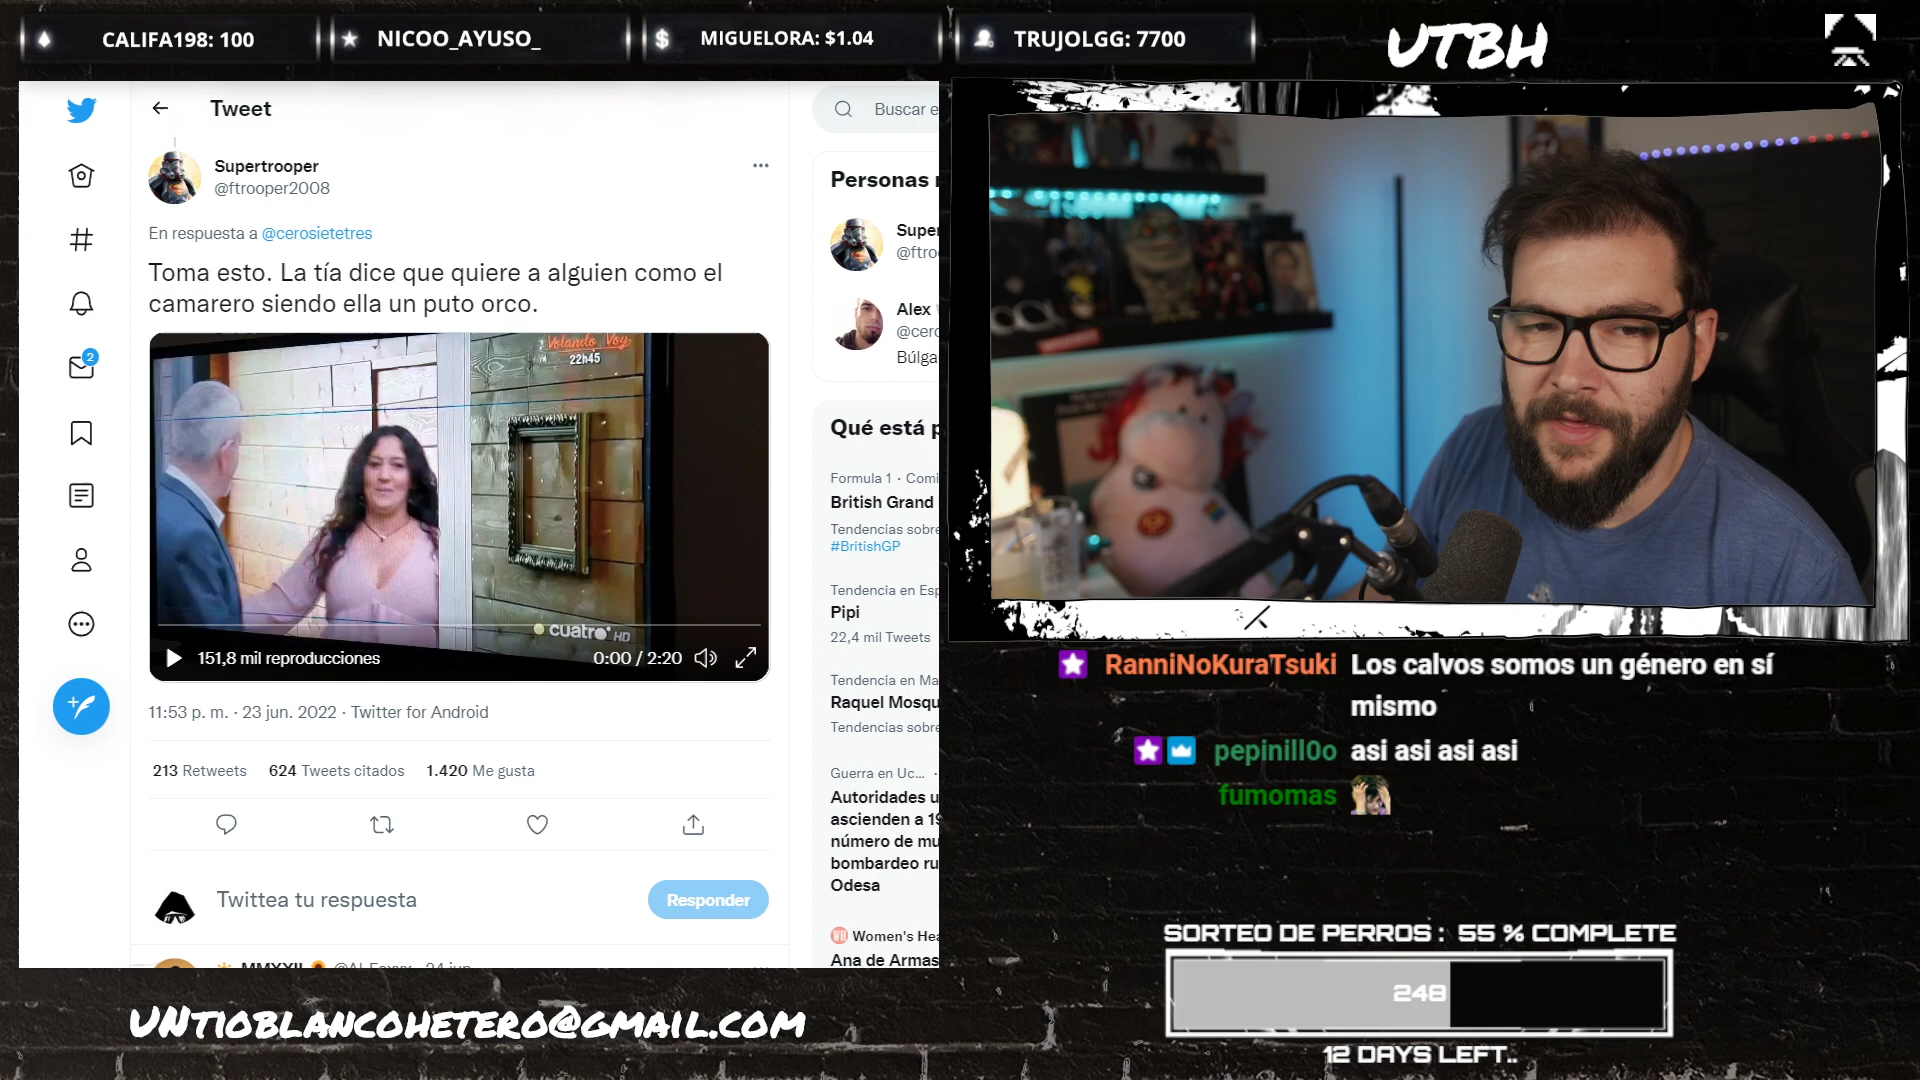 CALIFA198: 100
NICOO_AYUSO_
$ MIGUELORA: $1.04
TRUJOLGG: 7700
UTBH
Tweet
Buscar e
Supertrooper
@ftrooper2008
En respuesta a @cerosietetres
Toma esto. La tía dice que quiere a alguien como el
camarero siendo ella un puto orco.
Volando Voy
22h45
cuatro HD
151,8 mil reproducciones
0:00 / 2:20
11:53 p. m. · 23 jun. 2022 · Twitter for Android
213 Retweets 624 Tweets citados 1.420 Me gusta
Twittea tu respuesta
Responder
2
MMXXII
24 jun.
Personas
Super
@ftro
Alex
@cero
Búlga
Qué está p
Formula 1 · Comi
British Grand
Tendencias sobre
#BritishGP
Tendencia en Esp
Pipi
22,4 mil Tweets
Tendencia en Ma
Raquel Mosqu
Tendencias sobre
Guerra en Uc... ·
Autoridades u
ascienden a 19
número de mu
bombardeo ru
Odesa
Women's Hea
Ana de Armas
RanniNoKuraTsuki Los calvos somos un género en sí
mismo
pepinill0o asi asi asi asi
fumomas
SORTEO DE PERROS : 55 % COMPLETE
248
12 DAYS LEFT..
UNtioblancohetero@gmail.com